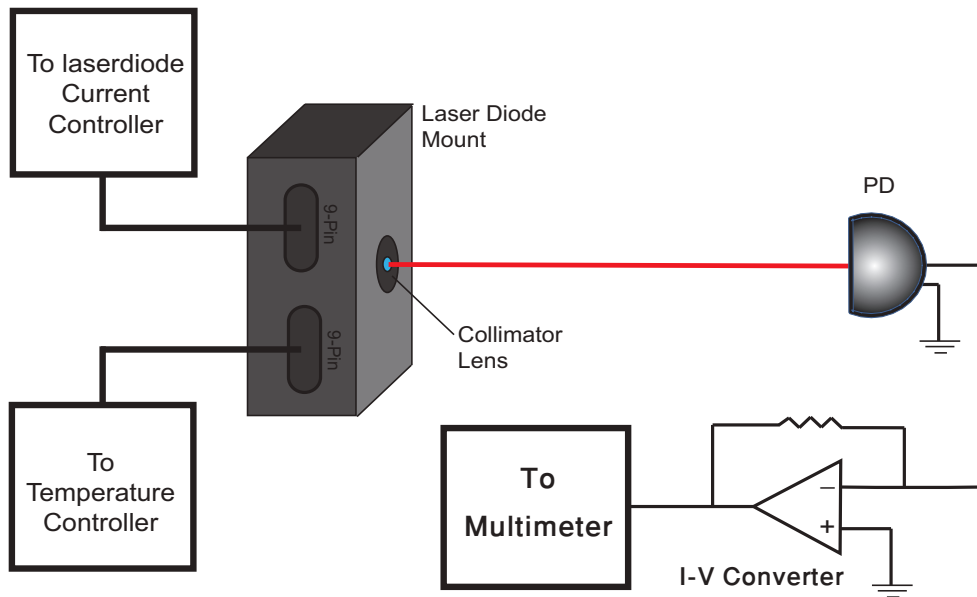 To laserdiode
Current
Controller
Laser Diode
Mount
PD
9-Pin
9-Pin
Collimator
Lens
To
Temperature
Controller
To
Multimeter
−
+
I-V Converter